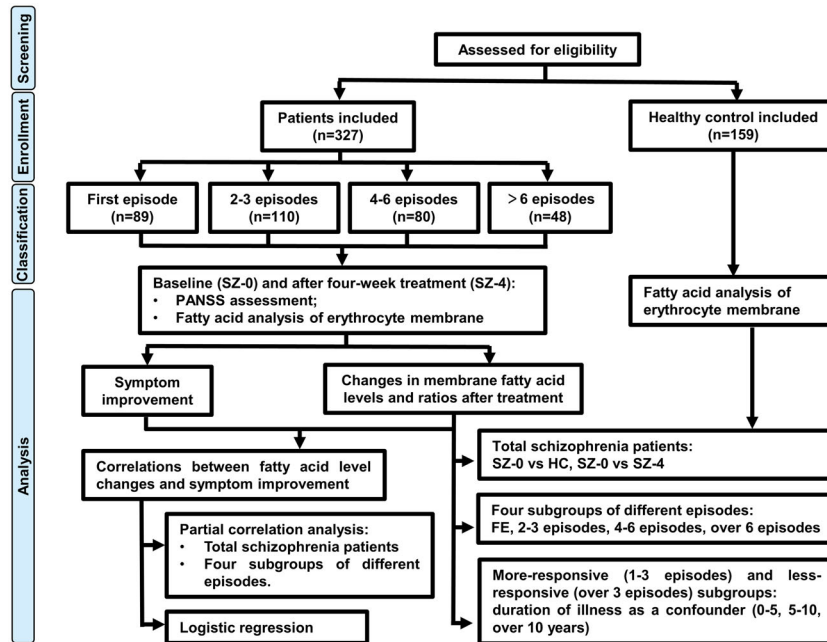 Screening
Assessed for eligibility
Enrollment
Patients included
(n=327)
Healthy control included
(n=159)
Classification
First episode
(n=89)
2-3 episodes
(n=110)
4-6 episodes
(n=80)
＞6 episodes
(n=48)
Analysis
Baseline (SZ-0) and after four-week treatment (SZ-4):
• PANSS assessment;
• Fatty acid analysis of erythrocyte membrane
Fatty acid analysis of
erythrocyte membrane
Symptom
improvement
Changes in membrane fatty acid
levels and ratios after treatment
Correlations between fatty acid level
changes and symptom improvement
Total schizophrenia patients:
SZ-0 vs HC, SZ-0 vs SZ-4
Partial correlation analysis:
• Total schizophrenia patients
• Four subgroups of different
episodes.
Four subgroups of different episodes:
FE, 2-3 episodes, 4-6 episodes, over 6 episodes
Logistic regression
More-responsive (1-3 episodes) and less-
responsive (over 3 episodes) subgroups:
duration of illness as a confounder (0-5, 5-10,
over 10 years)